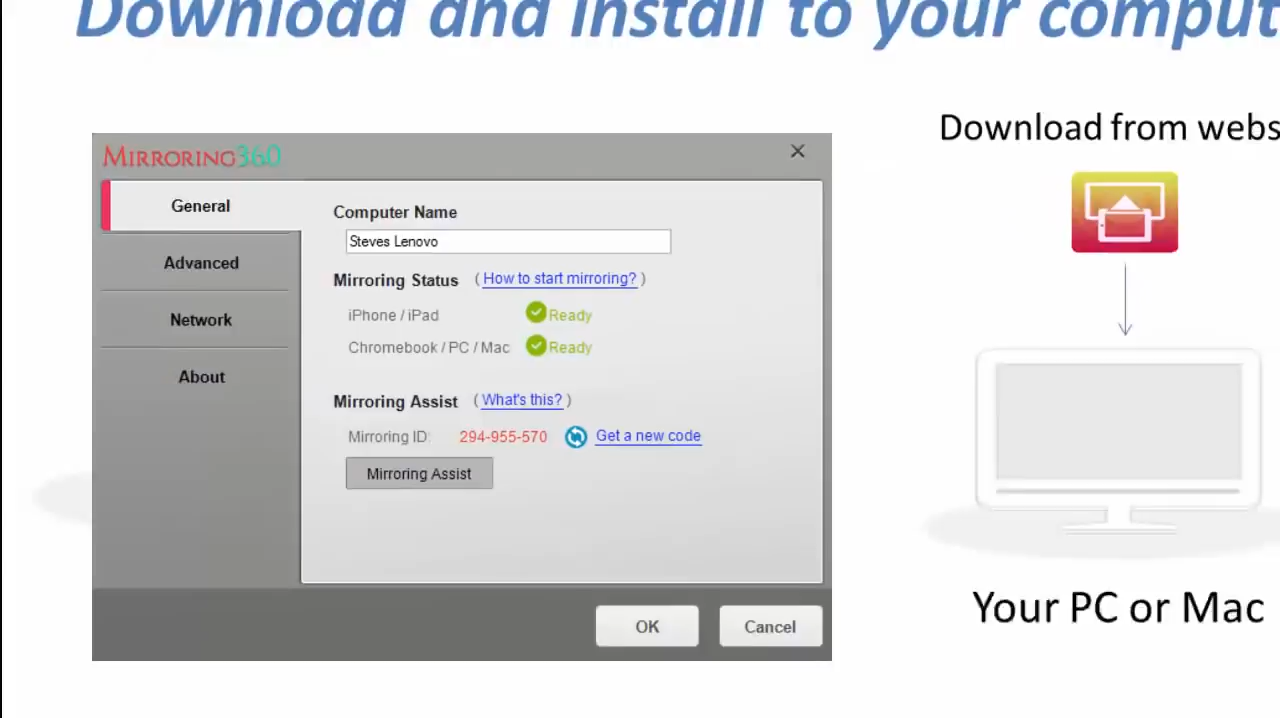 Download and install to your comput
Download from webs
MIRRORING360
General
Advanced
Network
About
Computer Name
Steves Lenovo
Mirroring Status (How to start mirroring?)
iPhone / iPad Ready
Chromebook / PC / Mac Ready
Mirroring Assist (What's this?)
Mirroring ID: 294-955-570 Get a new code
Mirroring Assist
OK Cancel
Your PC or Mac